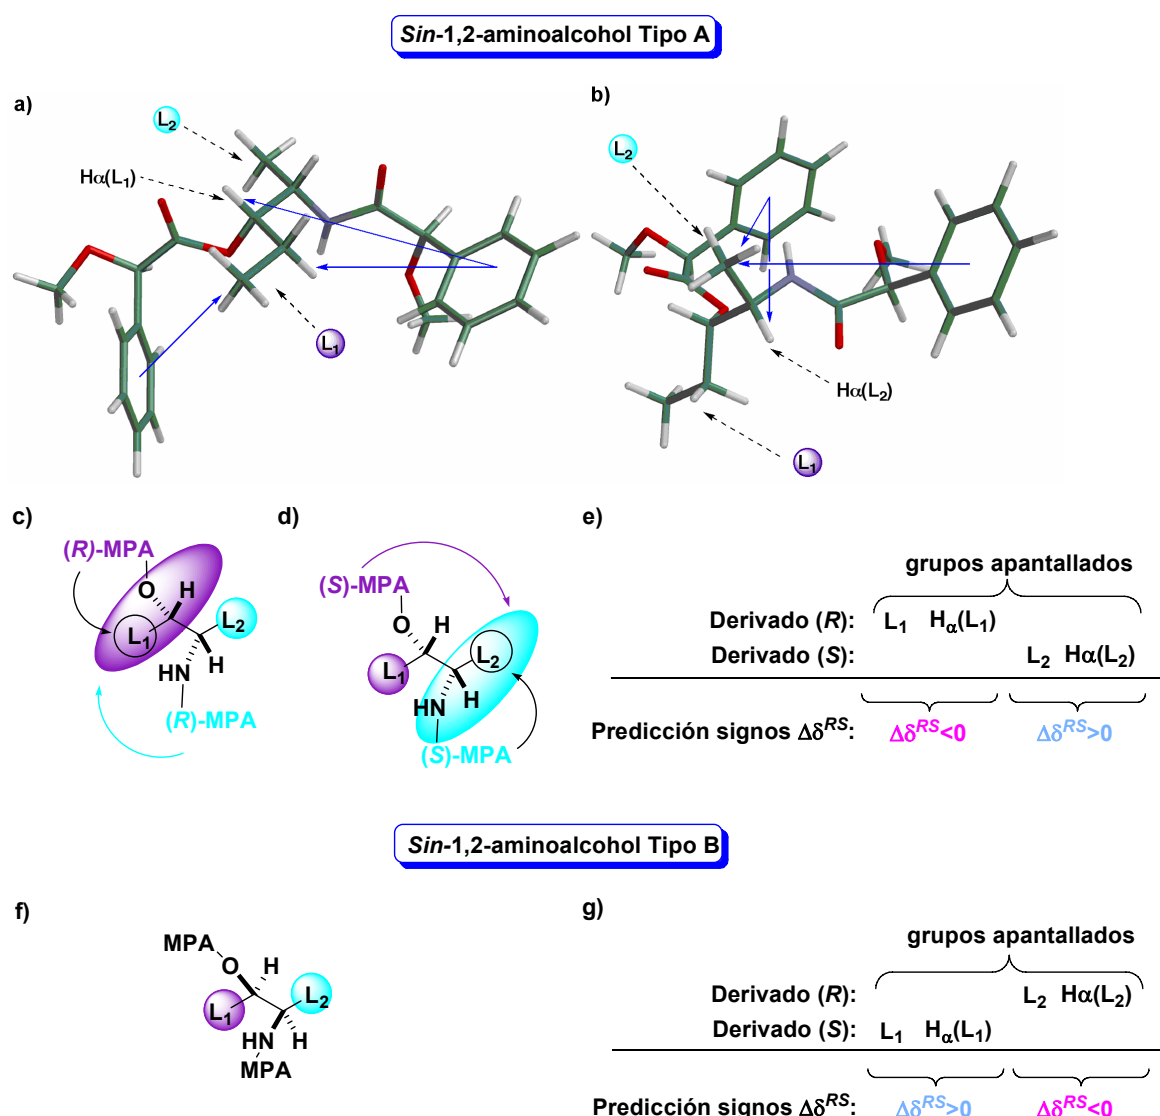 Sin-1,2-aminoalcohol Tipo A
a)
b)
L2
L2
Hα(L1)
L1
Hα(L2)
L1
c)
d)
e)
(R)-MPA
O
H
L1
L2
HN
H
(R)-MPA
(S)-MPA
O
H
L1
L2
HN
H
(S)-MPA
grupos apantallados
Derivado (R): L1 Hα(L1)
Derivado (S): L2 Hα(L2)
Predicción signos ΔδRS: ΔδRS<0 ΔδRS>0
Sin-1,2-aminoalcohol Tipo B
f)
g)
MPA
O
H
L1
L2
HN
H
MPA
grupos apantallados
Derivado (R): L2 Hα(L2)
Derivado (S): L1 Hα(L1)
Predicción signos ΔδRS: ΔδRS>0 ΔδRS<0